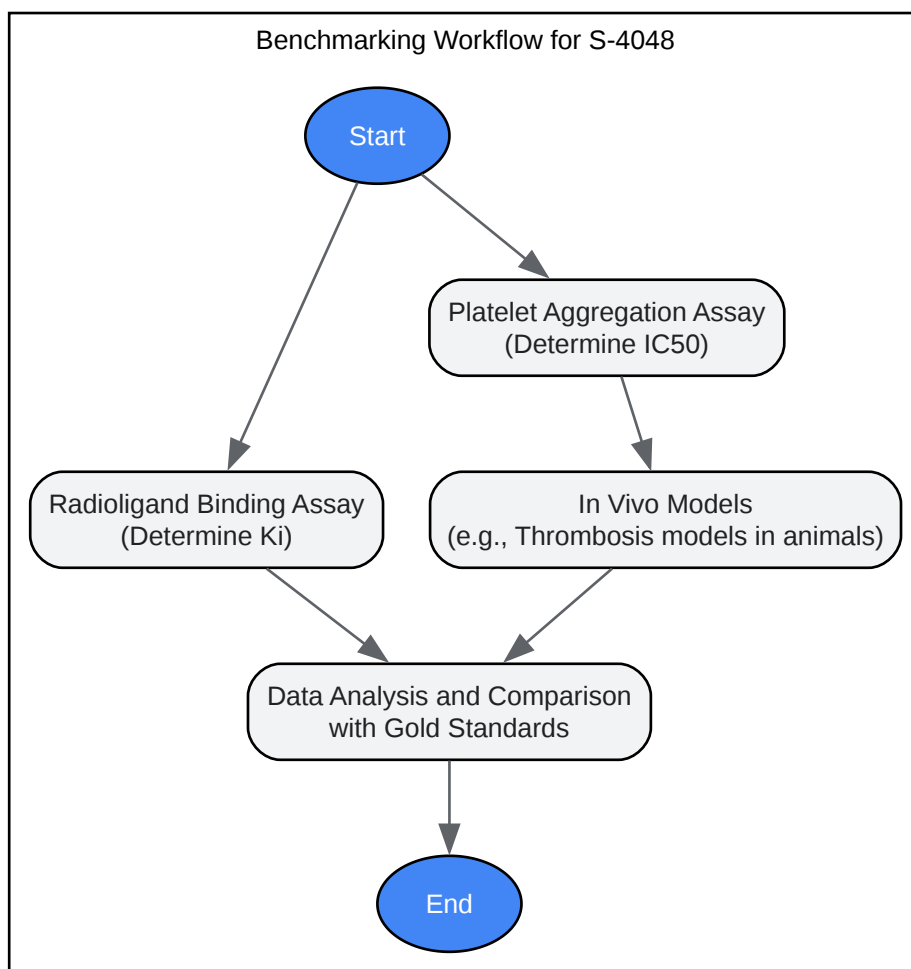 Benchmarking Workflow for S-4048
Start
Platelet Aggregation Assay
(Determine IC50)
Radioligand Binding Assay
(Determine Ki)
In Vivo Models
(e.g., Thrombosis models in animals)
Data Analysis and Comparison
with Gold Standards
End